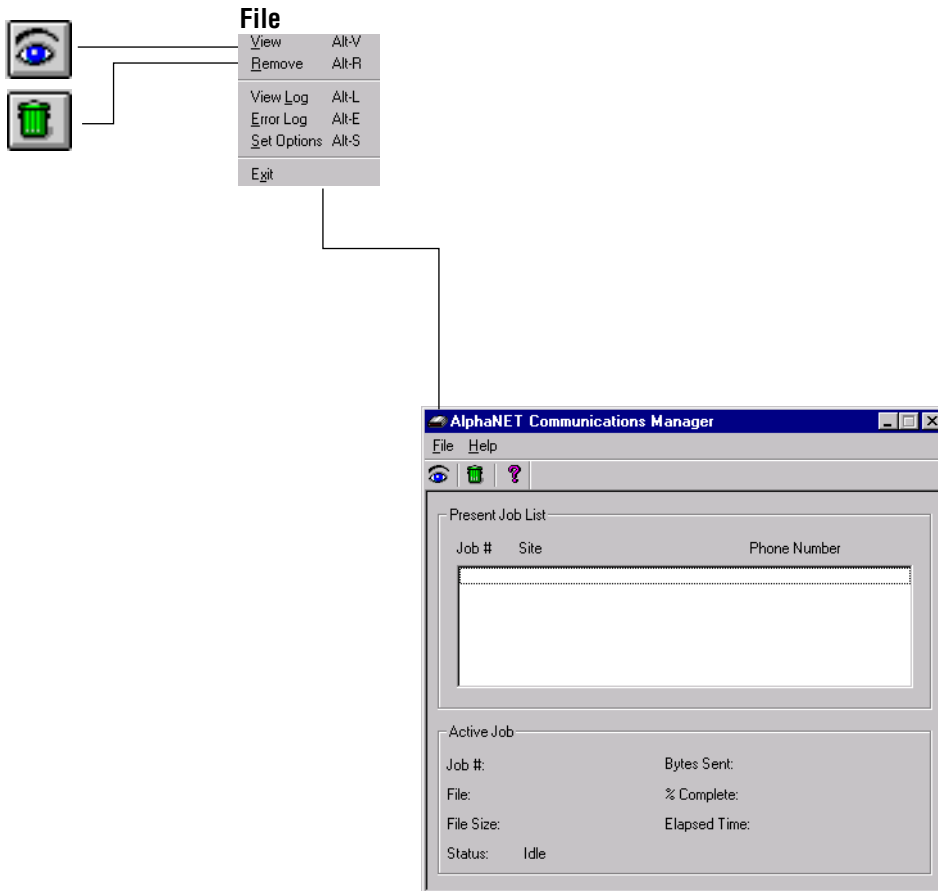 File
View Alt-V
Remove Alt-R
View Log Alt-L
Error Log Alt-E
Set Options Alt-S
Exit
AlphaNET Communications Manager
File Help
Present Job List
Job # Site Phone Number
Active Job
Job #: Bytes Sent:
File: % Complete:
File Size: Elapsed Time:
Status: Idle